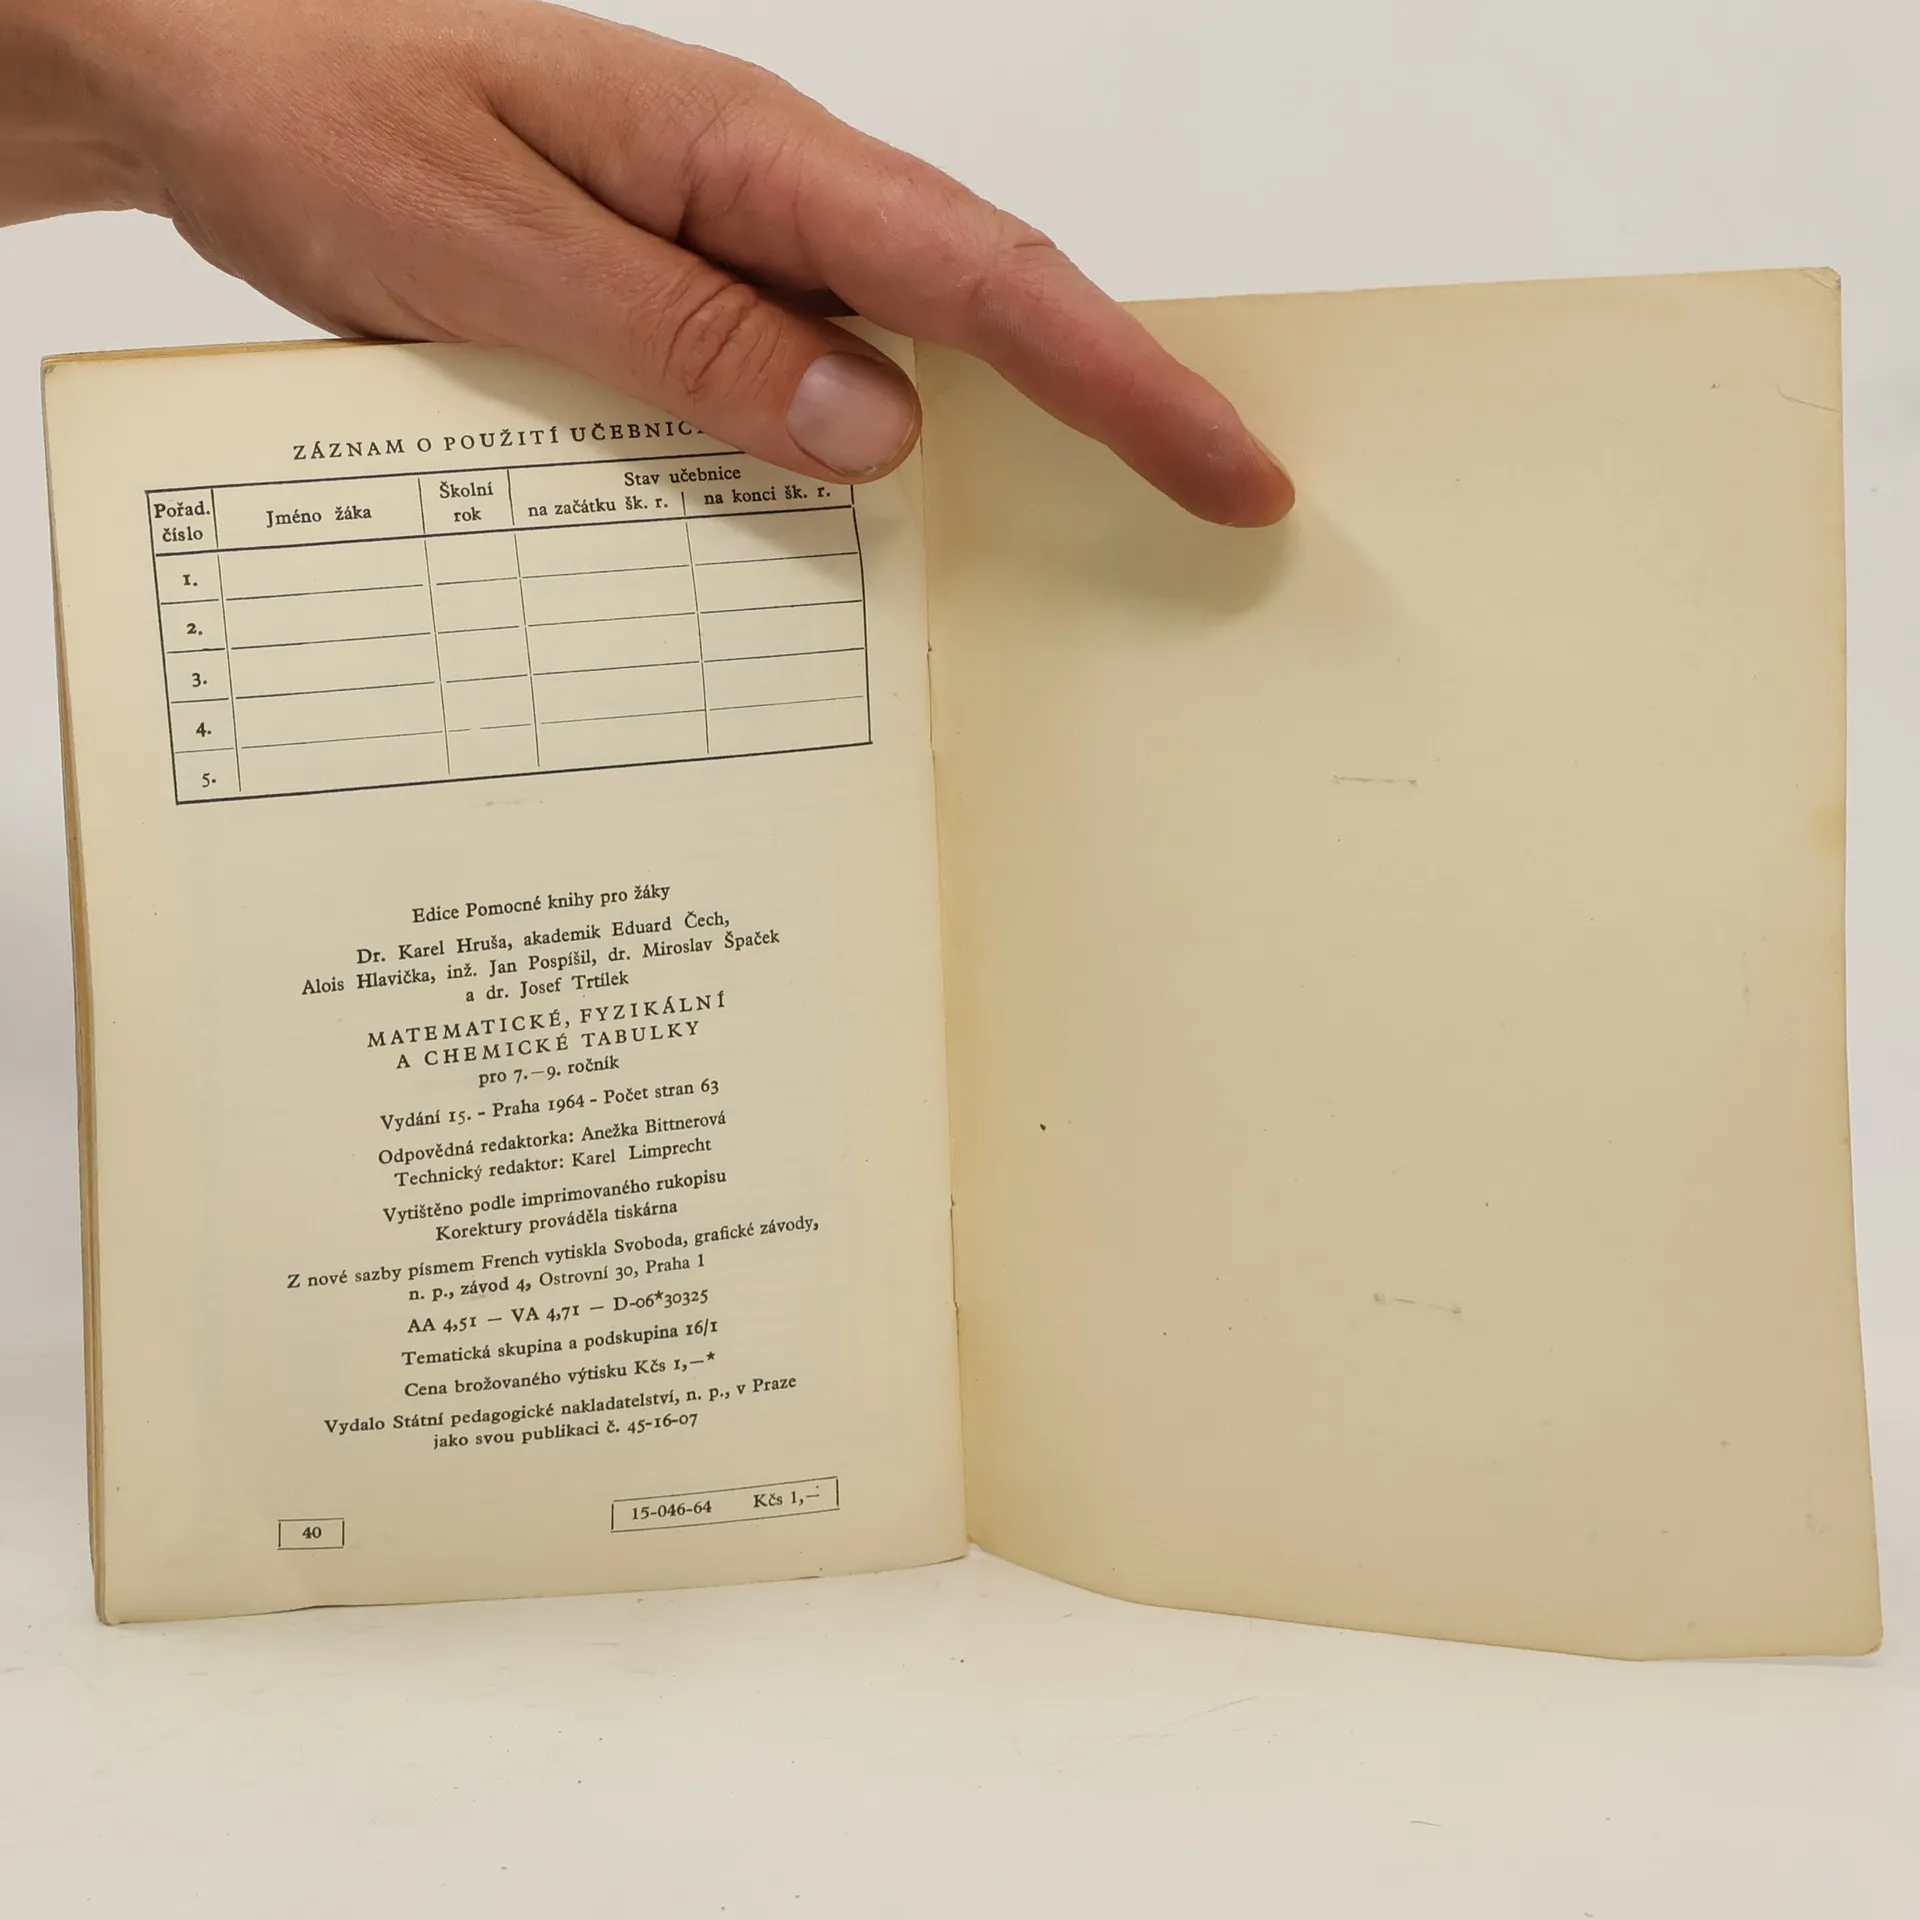 ZÁZNAM O POUŽITÍ
Pořad. číslo
Jméno žáka
Školní rok
Stav učebnice
na začátku šk. r.
na konci šk. r.
1.
2.
3.
4.
5.
Edice Pomocné knihy pro žáky
Dr. Karel Hruša, akademik Eduard Čech,
Alois Hlavička, inž. Jan Pospíšil, dr. Miroslav Špaček
a dr. Josef Trtílek
MATEMATICKÉ, FYZIKÁLNÍ
A CHEMICKÉ TABULKY
pro 7.—9. ročník
Vydání 15. - Praha 1964 - Počet stran 63
Odpovědná redaktorka: Anežka Bittnerová
Technický redaktor: Karel Limprecht
Vytištěno podle imprimovaného rukopisu
Korektury prováděla tiskárna
Z nové sazby písmem French vytiskla Svoboda, grafické závody,
n. p., závod 4, Ostrovní 30, Praha 1
AA 4,51 — VA 4,71 — D-06*30325
Tematická skupina a podskupina 16/1
Cena brožovaného výtisku Kčs 1,—*
Vydalo Státní pedagogické nakladatelství, n. p., v Praze
jako svou publikaci č. 45-16-07
40
15-046-64 Kčs 1,—